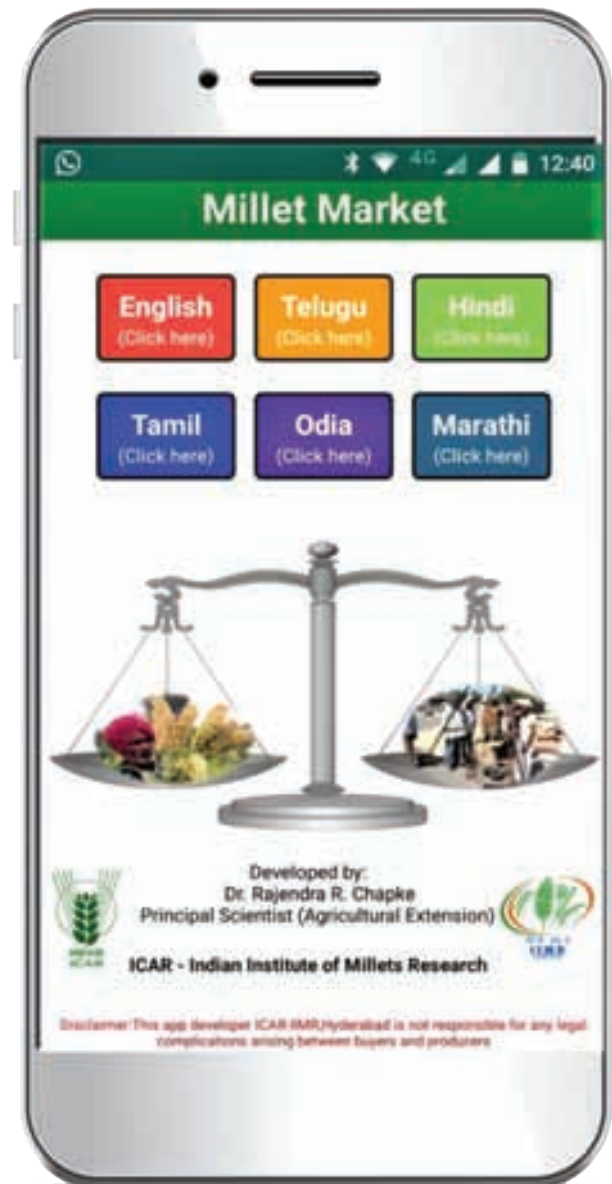 4G 12:40
Millet Market
English Telugu Hindi
(Click here) (Click here) (Click here)
Tamil Odia Marathi
(Click here) (Click here) (Click here)
Developed by:
Dr. Rajendra R. Chapke
Principal Scientist (Agricultural Extension)
ICAR
ICAR - Indian Institute of Millets Research
Disclaimer:This app developer ICAR-IIMR,Hyderabad is not responsible for any legal
complications arising between buyers and producers